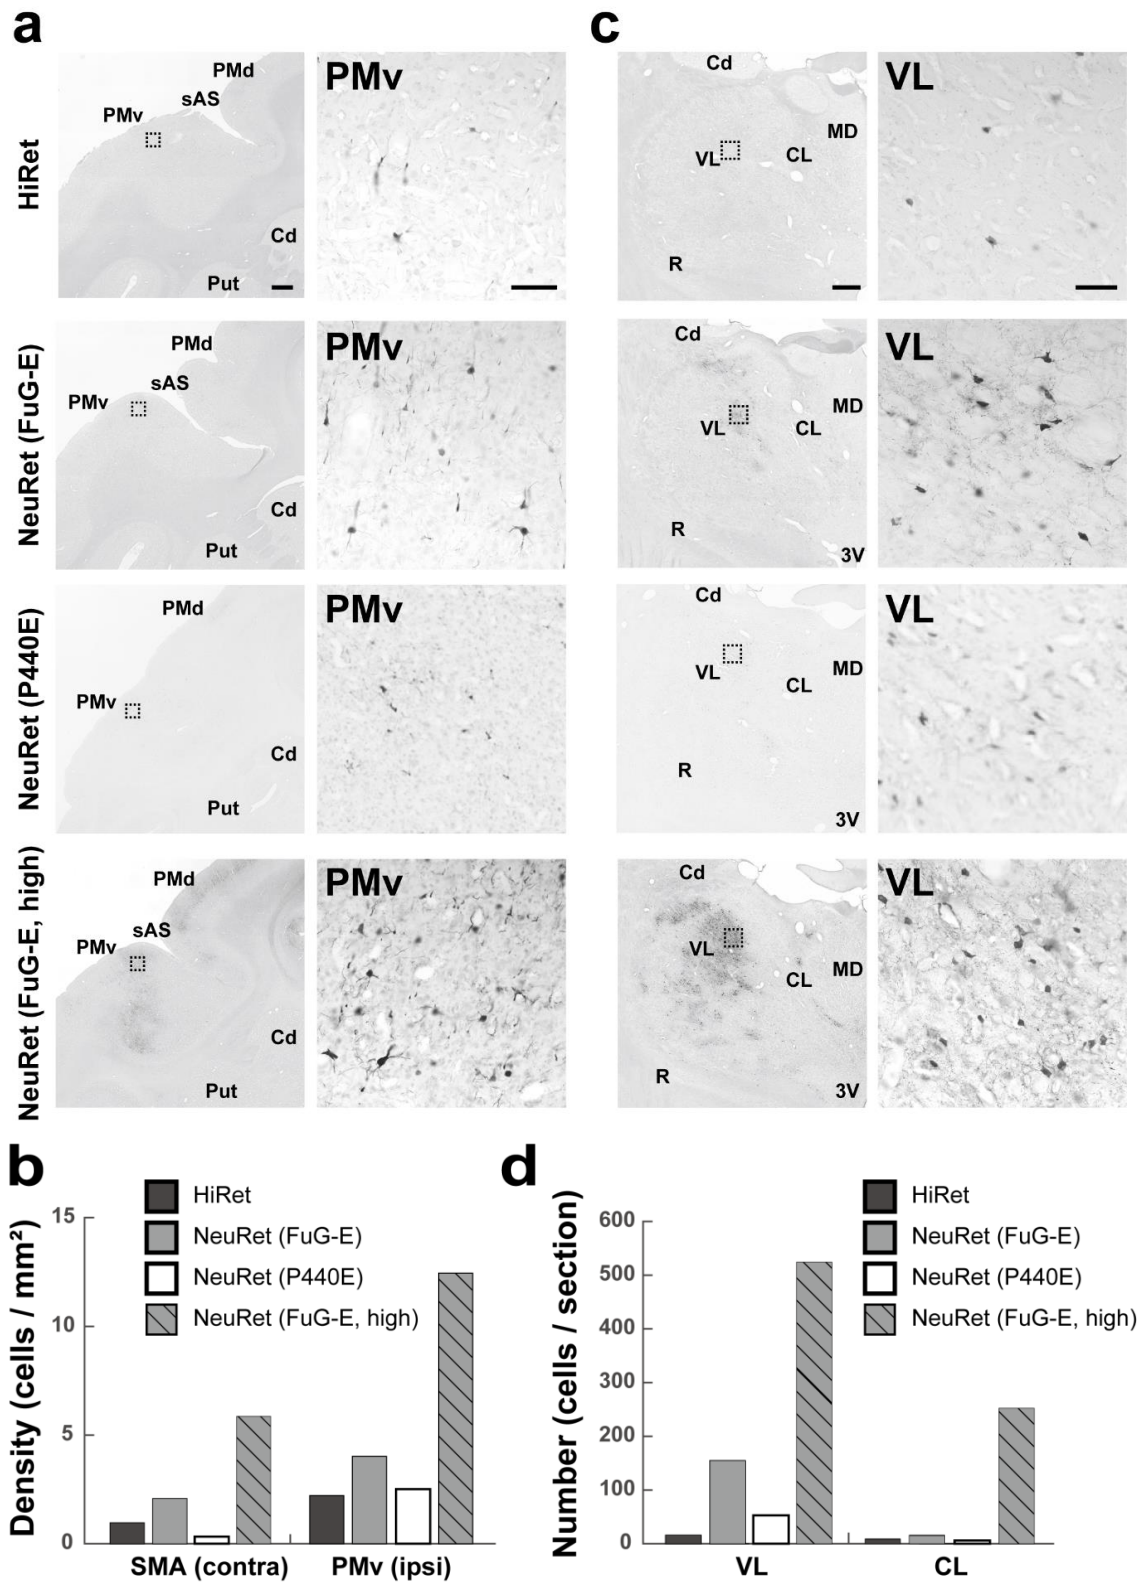 a
c
HiRet
PMd
sAS
PMv
Cd
Put
PMv
Cd
MD
VL
CL
R
VL
NeuRet (FuG-E)
PMd
sAS
PMv
Cd
Put
PMv
Cd
MD
VL
CL
R
3V
VL
NeuRet (P440E)
PMd
PMv
Cd
Put
PMv
Cd
MD
VL
CL
R
3V
VL
NeuRet (FuG-E, high)
PMd
sAS
PMv
Cd
Put
PMv
Cd
VL
CL
MD
R
3V
VL
b
HiRet
NeuRet (FuG-E)
NeuRet (P440E)
NeuRet (FuG-E, high)
Density (cells / mm²)
15
10
5
0
SMA (contra)
PMv (ipsi)
d
HiRet
NeuRet (FuG-E)
NeuRet (P440E)
NeuRet (FuG-E, high)
Number (cells / section)
600
500
400
300
200
100
0
VL
CL